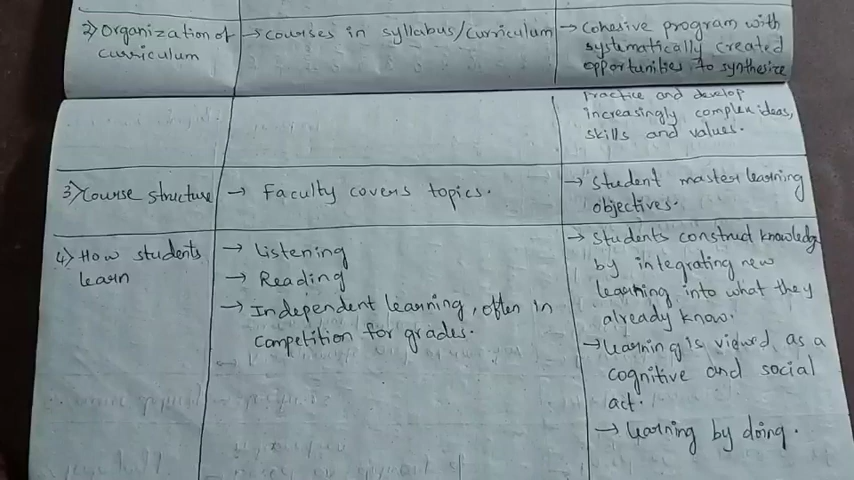 2) Organization of
curriculum
→ courses in syllabus/curriculum
→ Cohesive program with
systematically created
opportunities to synthesize
practice and develop
increasingly complex ideas,
skills and values.
3) Course structure
→ Faculty covers topics.
→ Student master learning
objectives.
4) How students
learn
→ Listening
→ Reading
→ Independent learning, often in
competition for grades.
→ Students construct knowledge
by integrating new
learning into what they
already know.
→ learning is viewed as a
cognitive and social
act.
→ learning by doing.